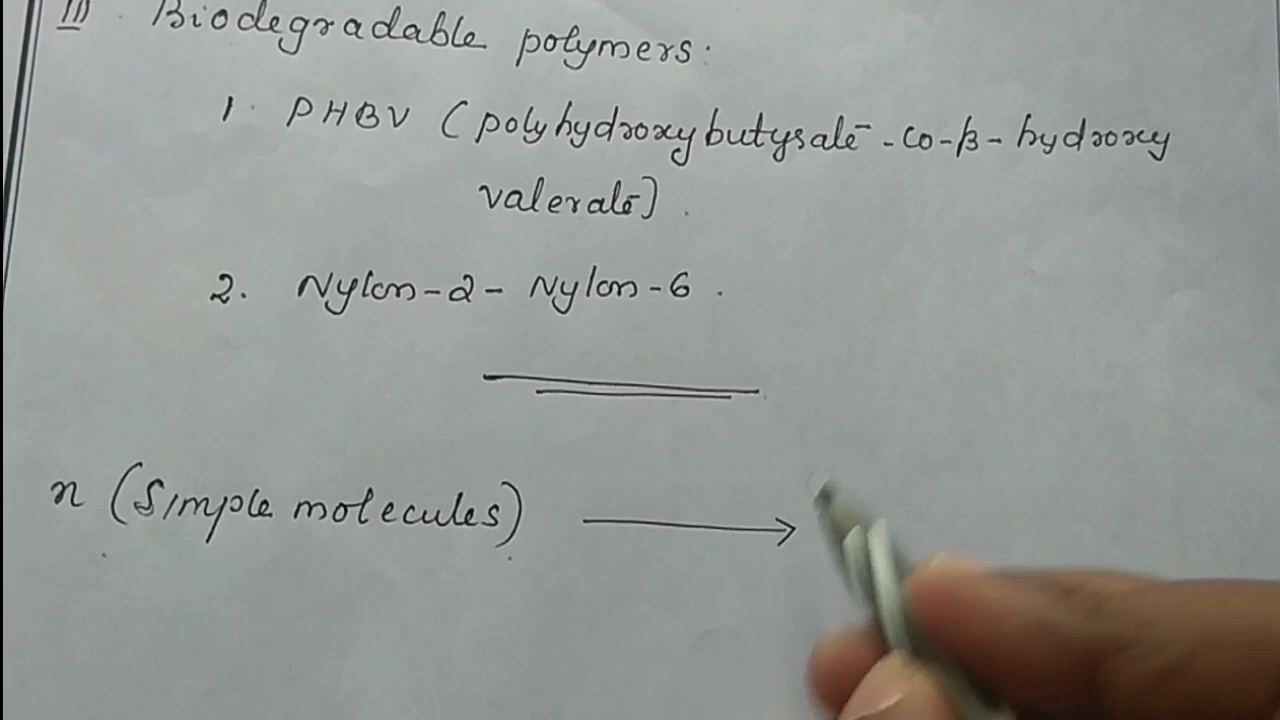 III. Biodegradable polymers:
1. PHBV (polyhydroxybutyrate-co-β-hydroxy
valerate)
2. Nylon-2-Nylon-6.
n (Simple molecules) →